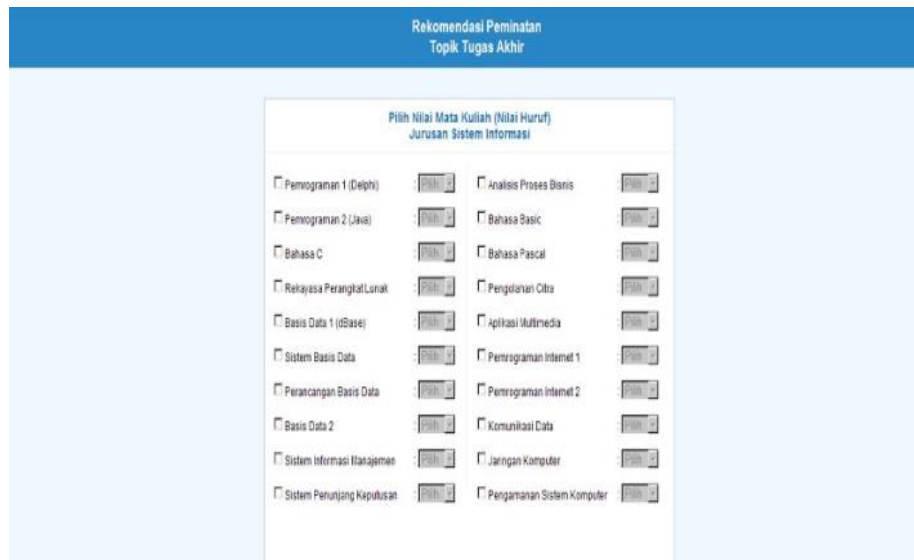 Rekomendasi Peminatan
Topik Tugas Akhir
Pilih Nilai Mata Kuliah (Nilai Huruf)
Jurusan Sistem Informasi
Pemrograman 1 (Delphi) : Pilih Analisis Proses Bisnis : Pilih
Pemrograman 2 (Java) : Pilih Bahasa Basic : Pilih
Bahasa C : Pilih Bahasa Pascal : Pilih
Rekayasa Perangkat Lunak : Pilih Pengolahan Citra : Pilih
Basis Data 1 (dBase) : Pilih Aplikasi Multimedia : Pilih
Sistem Basis Data : Pilih Pemrograman Internet 1 : Pilih
Perancangan Basis Data : Pilih Pemrograman Internet 2 : Pilih
Basis Data 2 : Pilih Komunikasi Data : Pilih
Sistem Informasi Manajemen : Pilih Jaringan Komputer : Pilih
Sistem Penunjang Keputusan : Pilih Pengamanan Sistem Komputer : Pilih